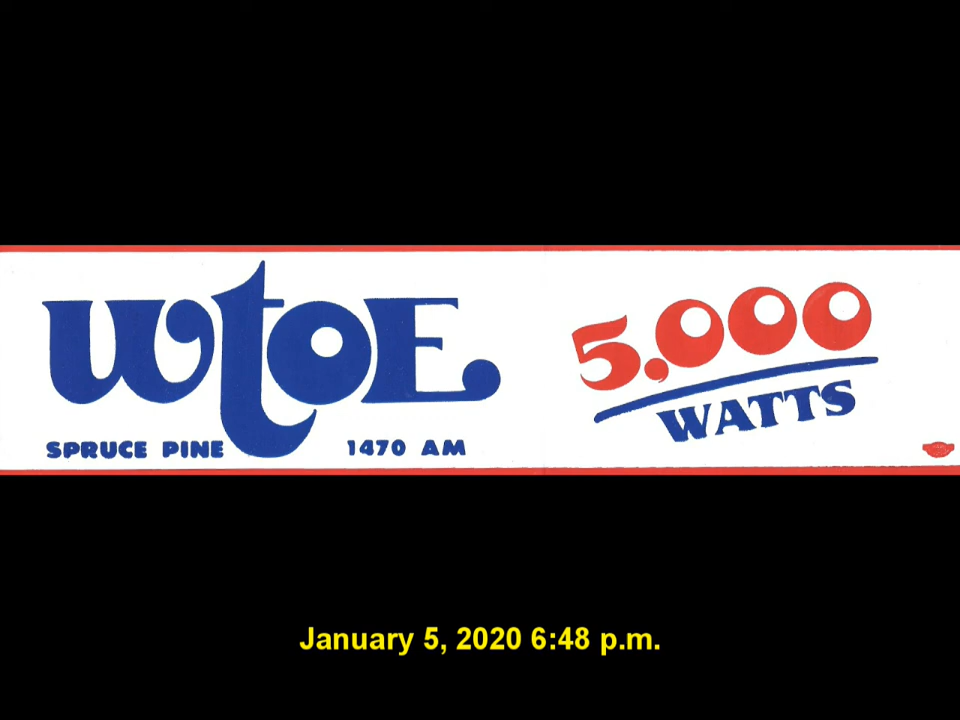 wtoE
SPRUCE PINE 1470 AM
5,000
WATTS
January 5, 2020 6:48 p.m.